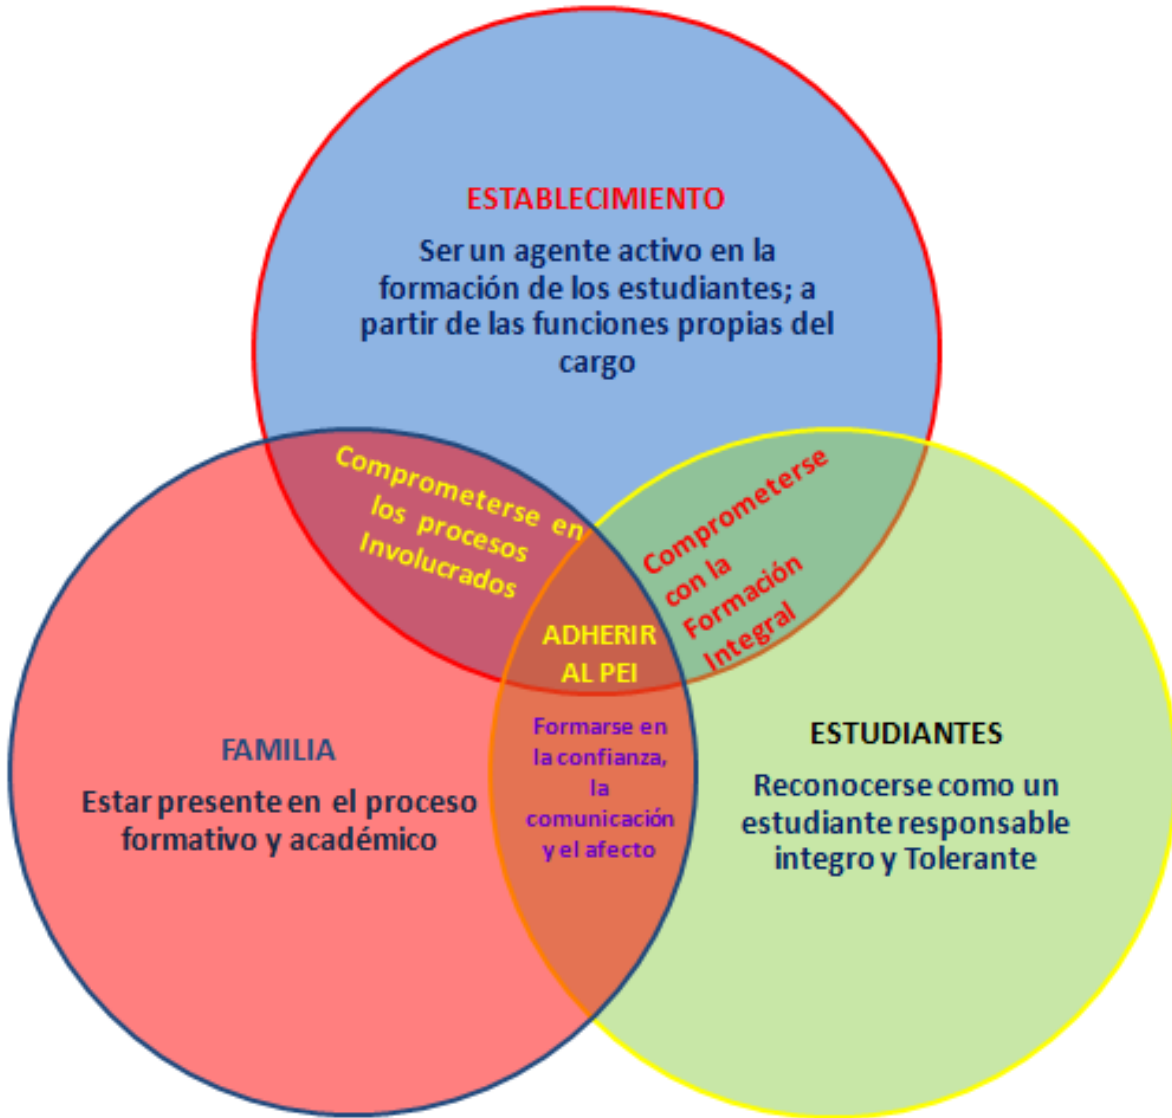 ESTABLECIMIENTO
Ser un agente activo en la
formación de los estudiantes; a
partir de las funciones propias del
cargo
Comprometerse en
los procesos
Involucrados
Comprometerse
con la
Formación
Integral
ADHERIR
AL PEI
Formarse en
la confianza,
la
comunicación
y el afecto
FAMILIA
Estar presente en el proceso
formativo y académico
ESTUDIANTES
Reconocerse como un
estudiante responsable
integro y Tolerante